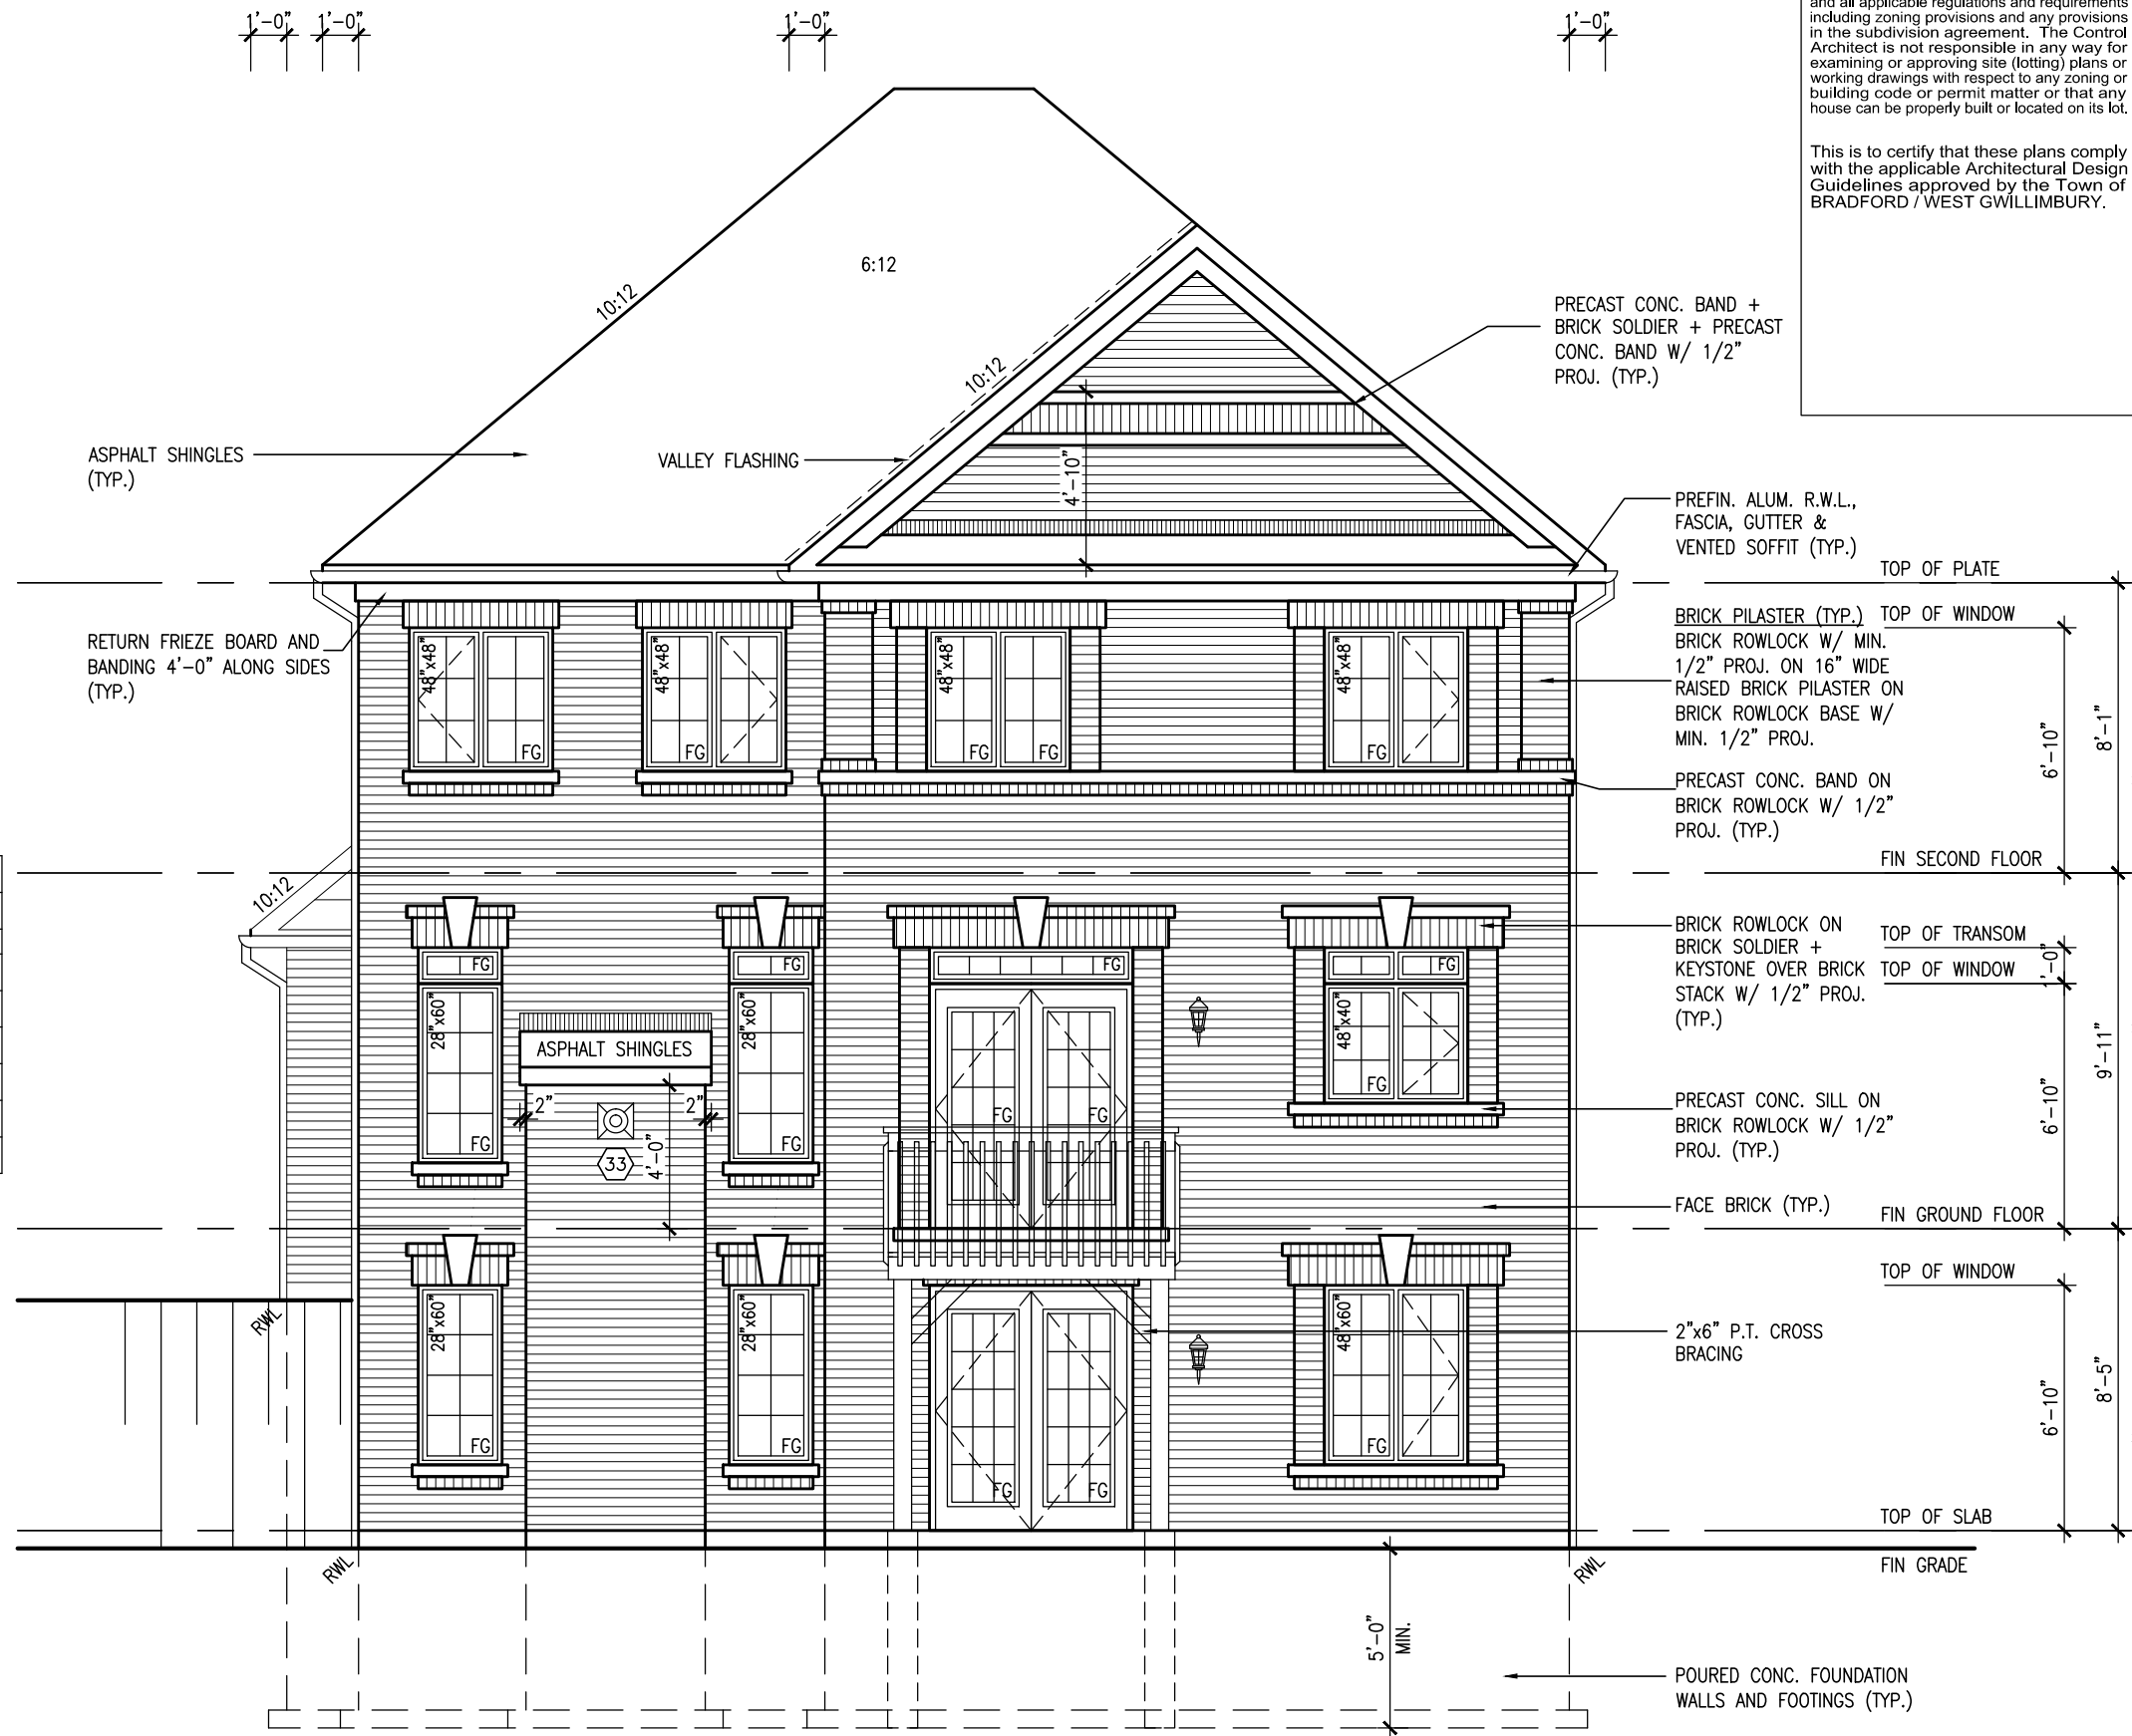 1'-0" 1'-0" 1'-0" 1'-0"
and all applicable regulations and requirements
including zoning provisions and any provisions
in the subdivision agreement. The Control
Architect is not responsible in any way for
examining or approving site (lotting) plans or
working drawings with respect to any zoning or
building code or permit matter or that any
house can be properly built or located on its lot.
This is to certify that these plans comply
with the applicable Architectural Design
Guidelines approved by the Town of
BRADFORD / WEST GWILLIMBURY.
6:12
10:12
10:12
PRECAST CONC. BAND +
BRICK SOLDIER + PRECAST
CONC. BAND W/ 1/2"
PROJ. (TYP.)
ASPHALT SHINGLES
(TYP.)
VALLEY FLASHING
4'-10"
PREFIN. ALUM. R.W.L.,
FASCIA, GUTTER &
VENTED SOFFIT (TYP.)
TOP OF PLATE
RETURN FRIEZE BOARD AND
BANDING 4'-0" ALONG SIDES
(TYP.)
48"x48"
FG
48"x48"
FG
48"x48"
FG FG
48"x48"
FG
BRICK PILASTER (TYP.)
BRICK ROWLOCK W/ MIN.
1/2" PROJ. ON 16" WIDE
RAISED BRICK PILASTER ON
BRICK ROWLOCK BASE W/
MIN. 1/2" PROJ.
TOP OF WINDOW
6'-10"
8'-1"
PRECAST CONC. BAND ON
BRICK ROWLOCK W/ 1/2"
PROJ. (TYP.)
FIN SECOND FLOOR
10:12
BRICK ROWLOCK ON
BRICK SOLDIER +
KEYSTONE OVER BRICK
STACK W/ 1/2" PROJ.
(TYP.)
TOP OF TRANSOM
TOP OF WINDOW
1'-0"
9'-11"
6'-10"
FG
28"x60"
FG
FG
28"x60"
FG
FG
FG FG
FG
48"x40"
FG
ASPHALT SHINGLES
2" 2"
33
4'-0"
PRECAST CONC. SILL ON
BRICK ROWLOCK W/ 1/2"
PROJ. (TYP.)
FACE BRICK (TYP.)
FIN GROUND FLOOR
TOP OF WINDOW
RWL
28"x60"
FG
28"x60"
FG
FG FG
48"x60"
FG
2"x6" P.T. CROSS
BRACING
6'-10"
8'-5"
TOP OF SLAB
RWL
RWL
FIN GRADE
5'-0"
MIN.
POURED CONC. FOUNDATION
WALLS AND FOOTINGS (TYP.)